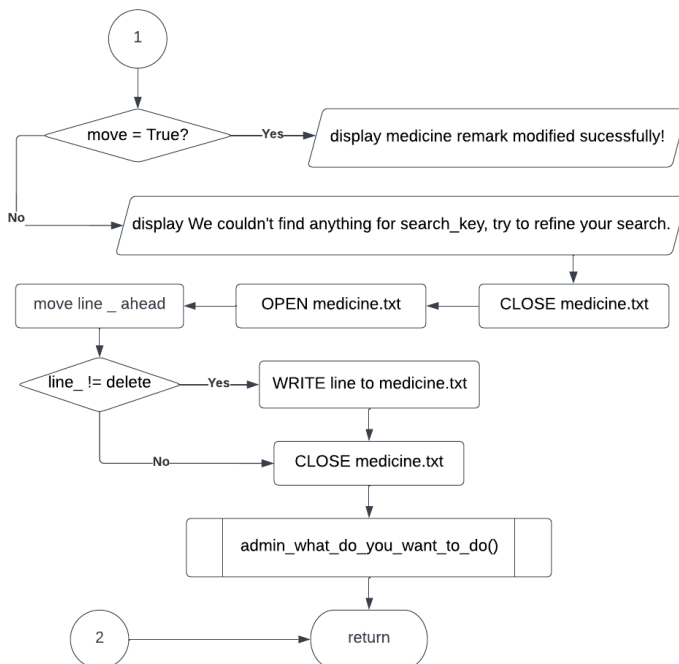 1
move = True?
Yes
display medicine remark modified sucessfully!
No
display We couldn't find anything for search_key, try to refine your search.
move line _ ahead
OPEN medicine.txt
CLOSE medicine.txt
line_ != delete
Yes
WRITE line to medicine.txt
No
CLOSE medicine.txt
admin_what_do_you_want_to_do()
2
return